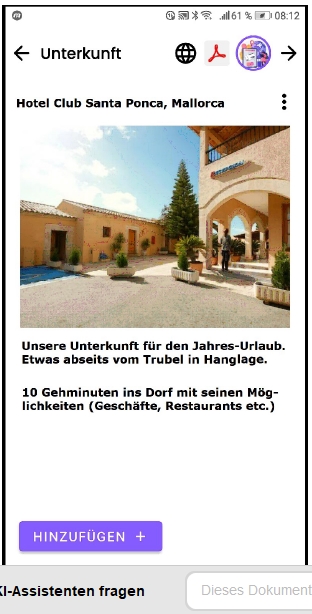 61 % 08:12
Unterkunft
Hotel Club Santa Ponca, Mallorca
Unsere Unterkunft für den Jahres-Urlaub.
Etwas abseits vom Trubel in Hanglage.
10 Gehminuten ins Dorf mit seinen Mög-
lichkeiten (Geschäfte, Restaurants etc.)
HINZUFÜGEN +
KI-Assistenten fragen
Dieses Dokument